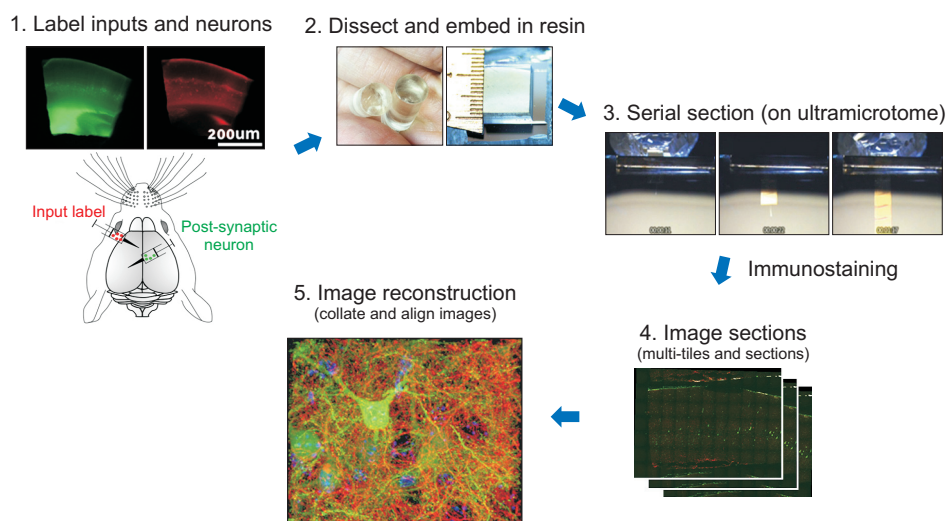 1. Label inputs and neurons
200um
Input label
Post-synaptic
neuron
2. Dissect and embed in resin
3. Serial section (on ultramicrotome)
Immunostaining
4. Image sections
(multi-tiles and sections)
5. Image reconstruction
(collate and align images)